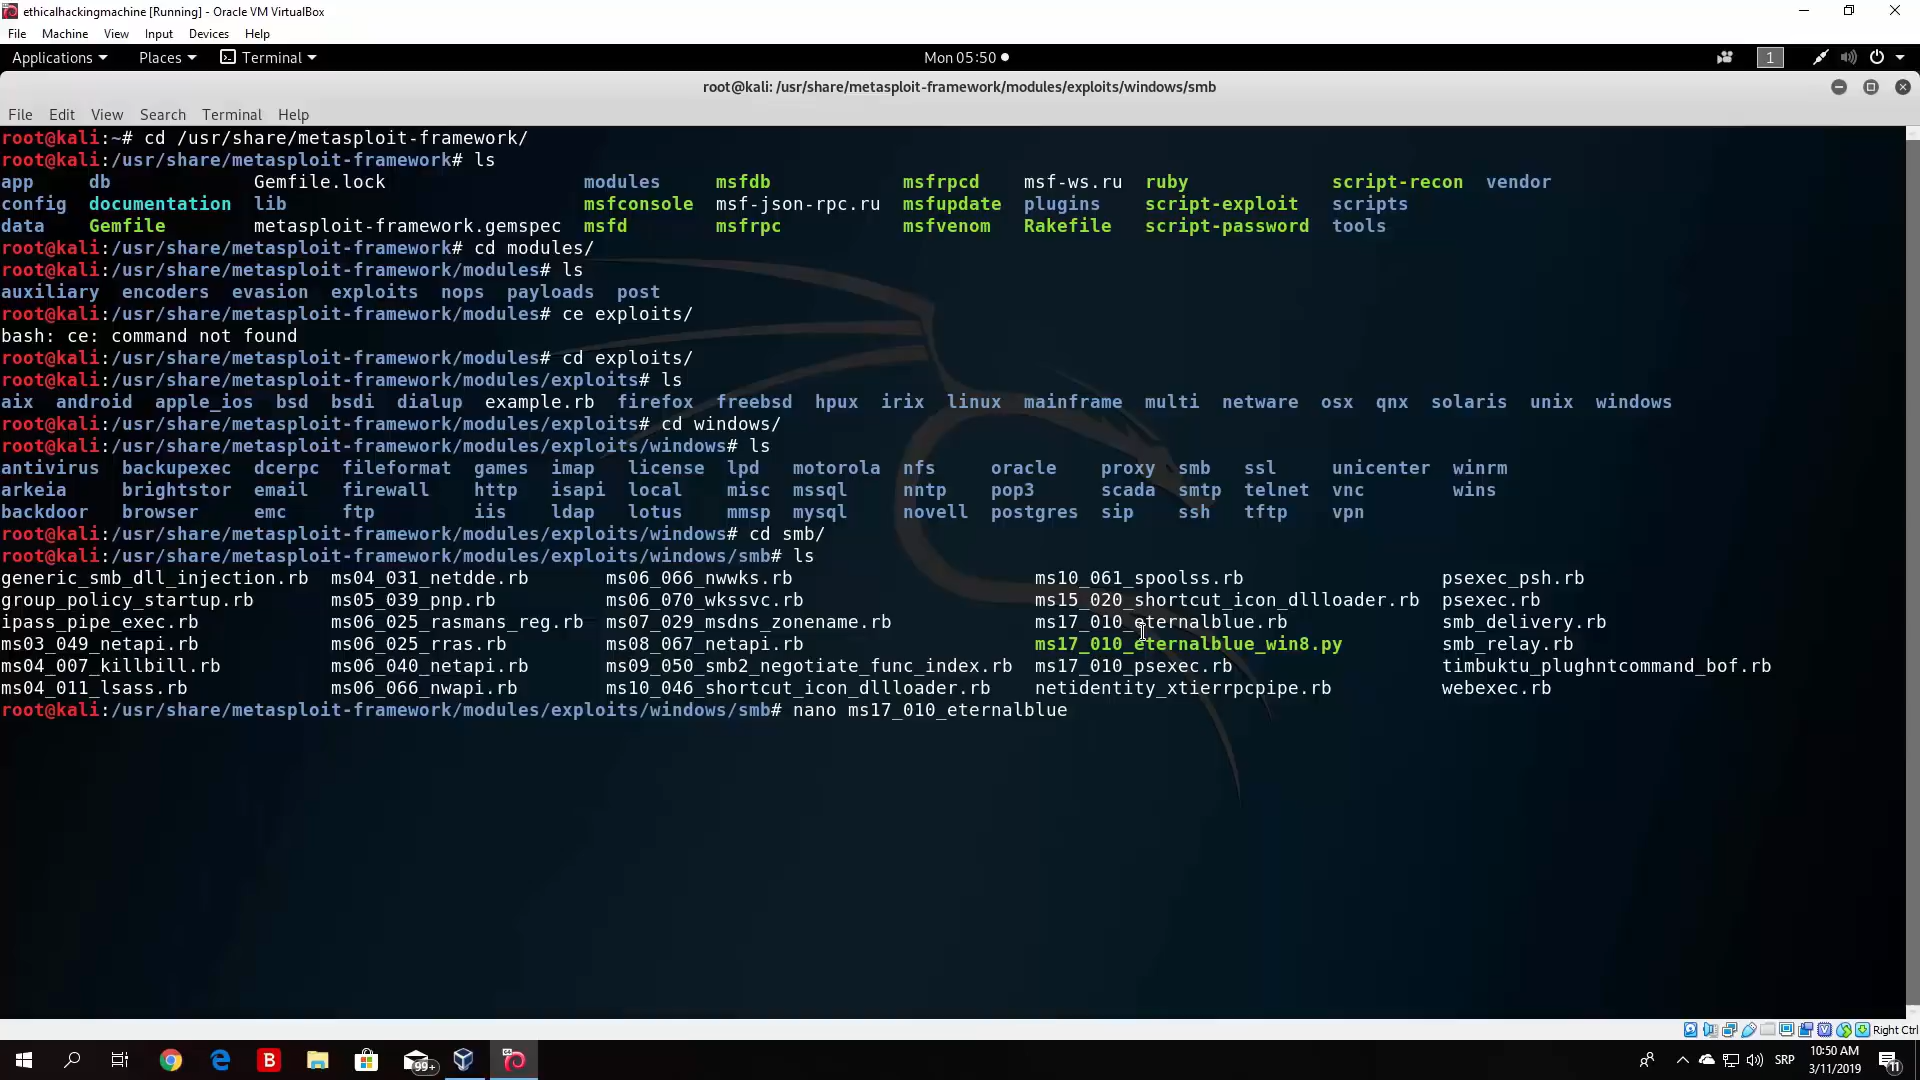 ethicalhackingmachine [Running] - Oracle VM VirtualBox
File Machine View Input Devices Help
Applications Places Terminal Mon 05:50 1
root@kali: /usr/share/metasploit-framework/modules/exploits/windows/smb
File Edit View Search Terminal Help
root@kali:~# cd /usr/share/metasploit-framework/
root@kali:/usr/share/metasploit-framework# ls
app db Gemfile.lock modules msfdb msfrpcd msf-ws.ru ruby script-recon vendor
config documentation lib msfconsole msf-json-rpc.ru msfupdate plugins script-exploit scripts
data Gemfile metasploit-framework.gemspec msfd msfrpc msfvenom Rakefile script-password tools
root@kali:/usr/share/metasploit-framework# cd modules/
root@kali:/usr/share/metasploit-framework/modules# ls
auxiliary encoders evasion exploits nops payloads post
root@kali:/usr/share/metasploit-framework/modules# ce exploits/
bash: ce: command not found
root@kali:/usr/share/metasploit-framework/modules# cd exploits/
root@kali:/usr/share/metasploit-framework/modules/exploits# ls
aix android apple_ios bsd bsdi dialup example.rb firefox freebsd hpux irix linux mainframe multi netware osx qnx solaris unix windows
root@kali:/usr/share/metasploit-framework/modules/exploits# cd windows/
root@kali:/usr/share/metasploit-framework/modules/exploits/windows# ls
antivirus backupexec dcerpc fileformat games imap license lpd motorola nfs oracle proxy smb ssl unicenter winrm
arkeia brightstor email firewall http isapi local misc mssql nntp pop3 scada smtp telnet vnc wins
backdoor browser emc ftp iis ldap lotus mmsp mysql novell postgres sip ssh tftp vpn
root@kali:/usr/share/metasploit-framework/modules/exploits/windows# cd smb/
root@kali:/usr/share/metasploit-framework/modules/exploits/windows/smb# ls
generic_smb_dll_injection.rb ms04_031_netdde.rb ms06_066_nwwks.rb ms10_061_spoolss.rb psexec_psh.rb
group_policy_startup.rb ms05_039_pnp.rb ms06_070_wkssvc.rb ms15_020_shortcut_icon_dllloader.rb psexec.rb
ipass_pipe_exec.rb ms06_025_rasmans_reg.rb ms07_029_msdns_zonename.rb ms17_010_eternalblue.rb smb_delivery.rb
ms03_049_netapi.rb ms06_025_rras.rb ms08_067_netapi.rb ms17_010_eternalblue_win8.py smb_relay.rb
ms04_007_killbill.rb ms06_040_netapi.rb ms09_050_smb2_negotiate_func_index.rb ms17_010_psexec.rb timbuktu_plughntcommand_bof.rb
ms04_011_lsass.rb ms06_066_nwapi.rb ms10_046_shortcut_icon_dllloader.rb netidentity_xtierrpcpipe.rb webexec.rb
root@kali:/usr/share/metasploit-framework/modules/exploits/windows/smb# nano ms17_010_eternalblue
Right Ctrl
B 99+ 64 SRP 10:50 AM
3/11/2019 11